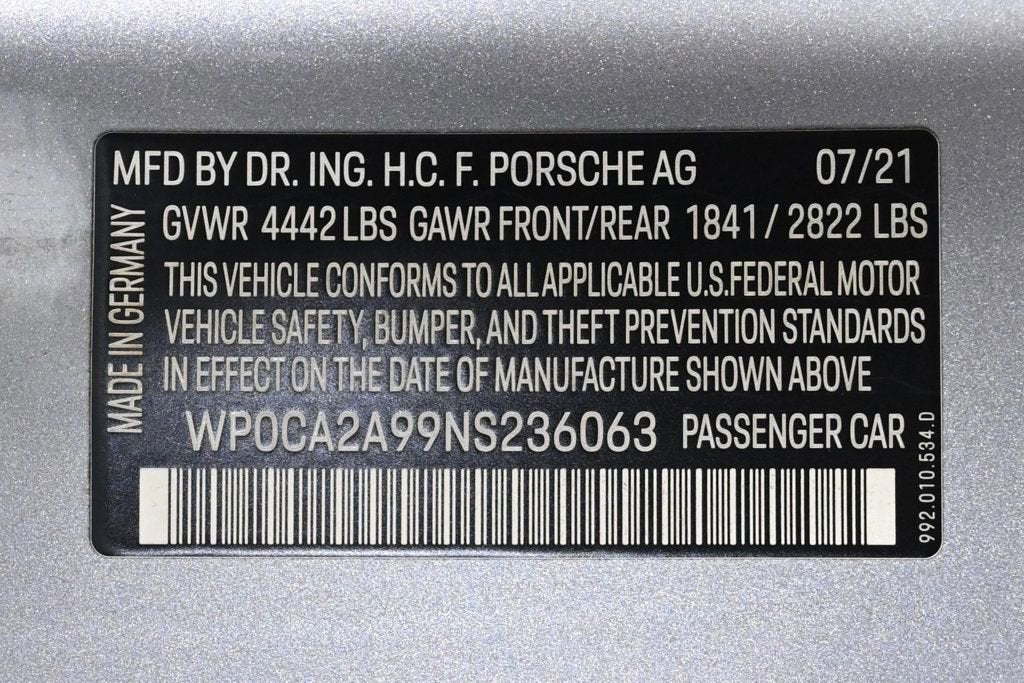 MFD BY DR. ING. H.C. F. PORSCHE AG 07/21
MADE IN GERMANY
GVWR 4442 LBS GAWR FRONT/REAR 1841 / 2822 LBS
THIS VEHICLE CONFORMS TO ALL APPLICABLE U.S.FEDERAL MOTOR
VEHICLE SAFETY, BUMPER, AND THEFT PREVENTION STANDARDS
IN EFFECT ON THE DATE OF MANUFACTURE SHOWN ABOVE
WP0CA2A99NS236063 PASSENGER CAR
992.010.534.D